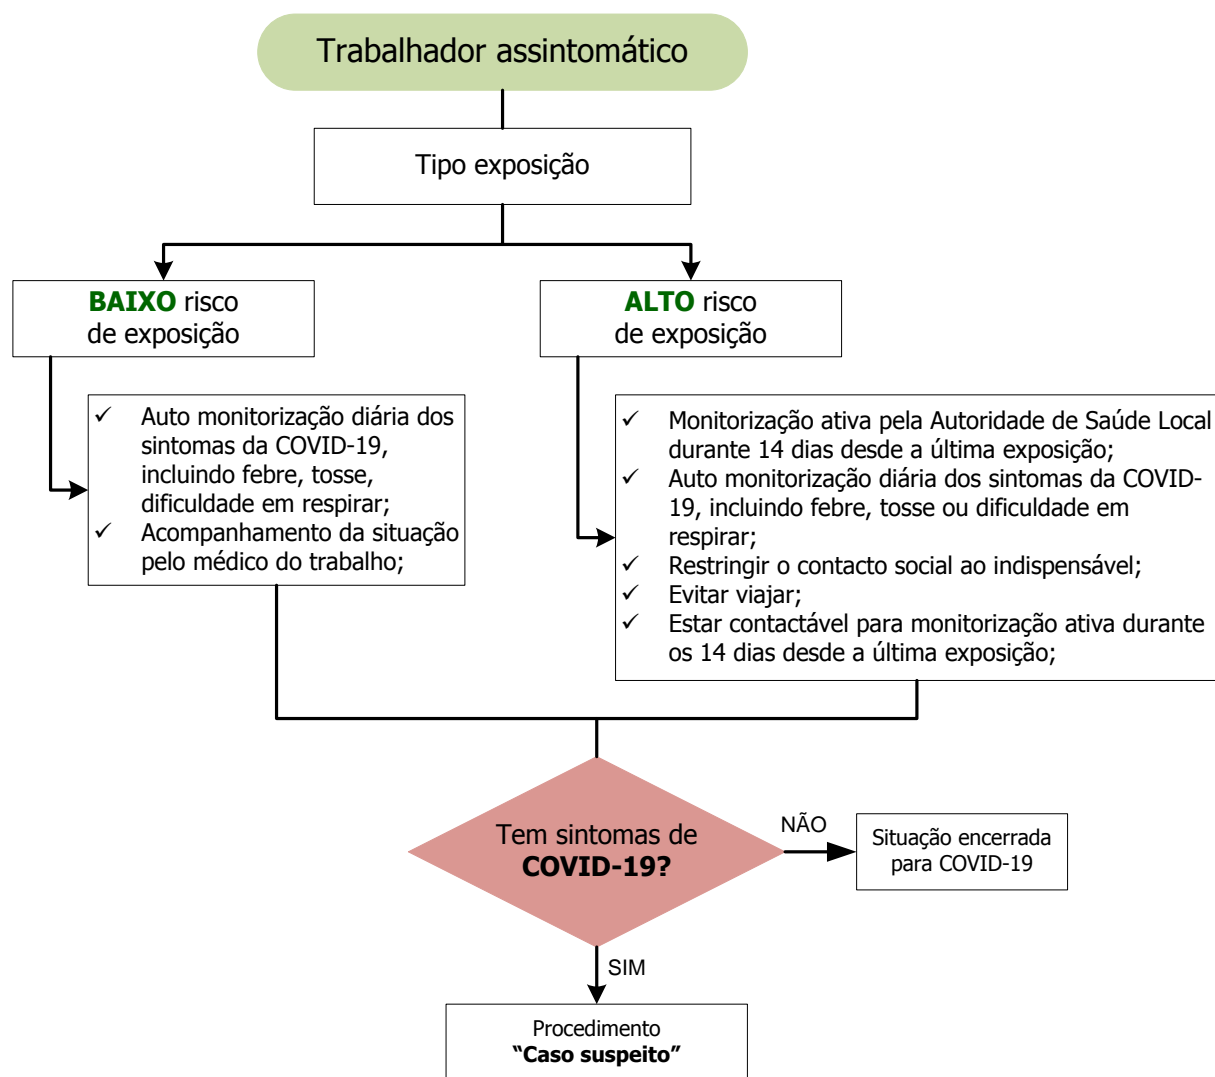 Trabalhador assintomático
Tipo exposição
BAIXO risco
de exposição
ALTO risco
de exposição
✓ Auto monitorização diária dos
sintomas da COVID-19,
incluindo febre, tosse,
dificuldade em respirar;
✓ Acompanhamento da situação
pelo médico do trabalho;
✓ Monitorização ativa pela Autoridade de Saúde Local
durante 14 dias desde a última exposição;
✓ Auto monitorização diária dos sintomas da COVID-
19, incluindo febre, tosse ou dificuldade em
respirar;
✓ Restringir o contacto social ao indispensável;
✓ Evitar viajar;
✓ Estar contactável para monitorização ativa durante
os 14 dias desde a última exposição;
Tem sintomas de
COVID-19?
NÃO
Situação encerrada
para COVID-19
SIM
Procedimento
“Caso suspeito”